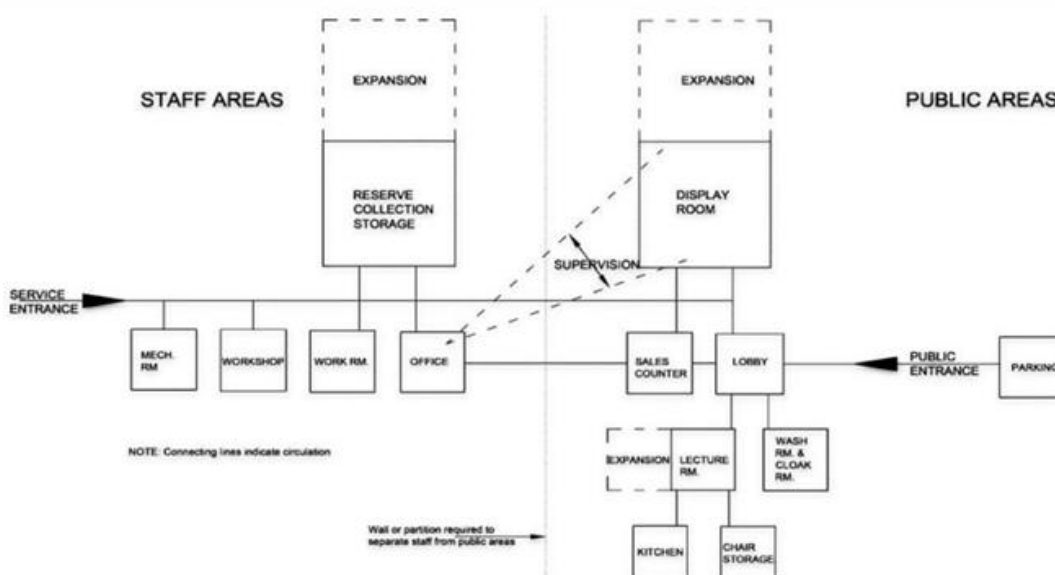 EXPANSION
EXPANSION
STAFF AREAS
PUBLIC AREAS
RESERVE
COLLECTION
STORAGE
DISPLAY
ROOM
SUPERVISION
SERVICE
ENTRANCE
MECH.
RM
WORKSHOP
WORK RM.
OFFICE
SALES
COUNTER
LOBBY
PUBLIC
ENTRANCE
PARKING
NOTE: Connecting lines indicate circulation
EXPANSION
LECTURE
RM.
WASH
RM. &
CLOAK
RM.
Wall or partition required to
separate staff from public areas
KITCHEN
CHAIR
STORAGE